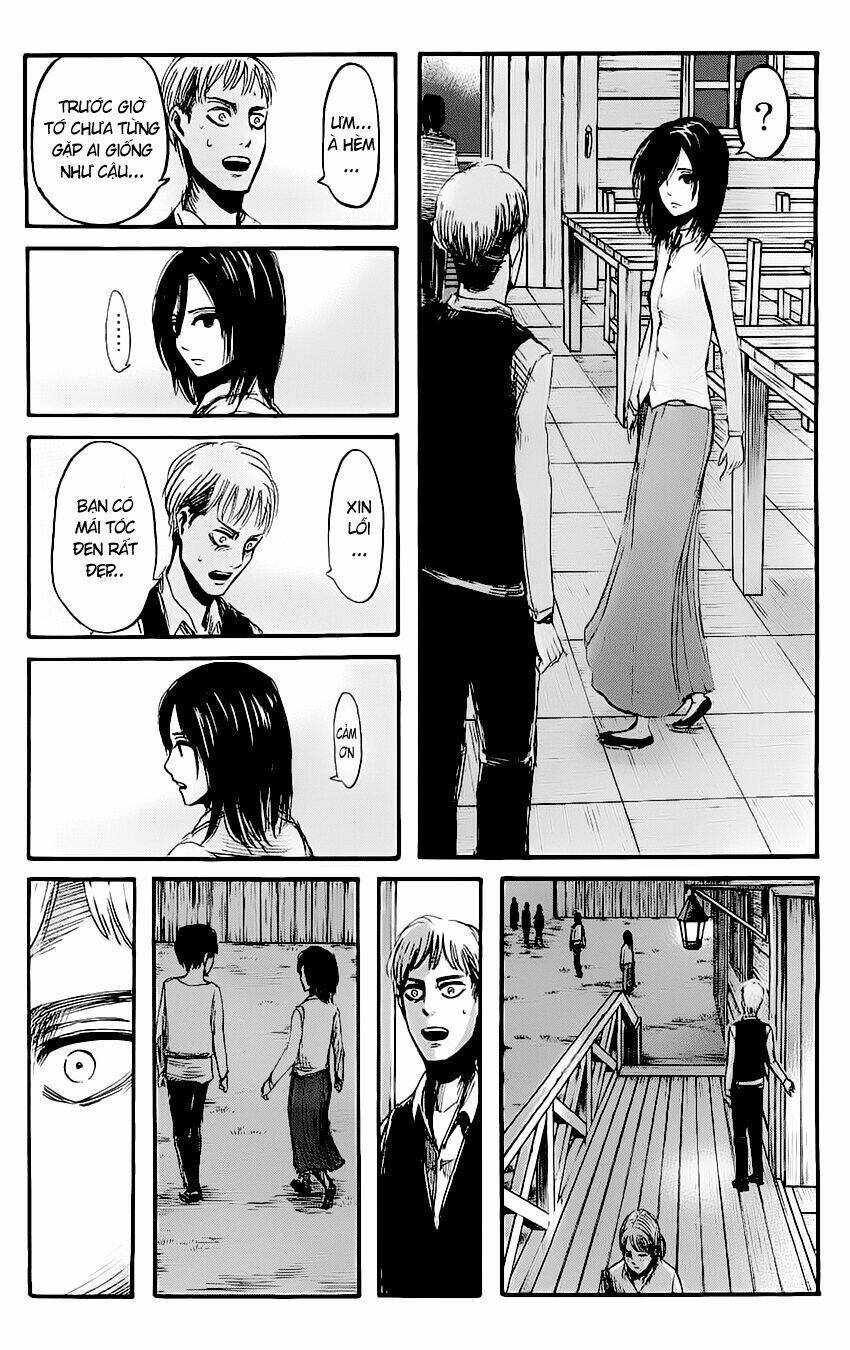 ?
ƯM...
À HÈM
...
TRƯỚC GIỜ
TỚ CHƯA TỪNG
GẶP AI GIỐNG
NHƯ CẬU...
......
XIN
LỖI
...
BẠN CÓ
MÁI TÓC
ĐEN RẤT
ĐẸP..
CẢM
ƠN